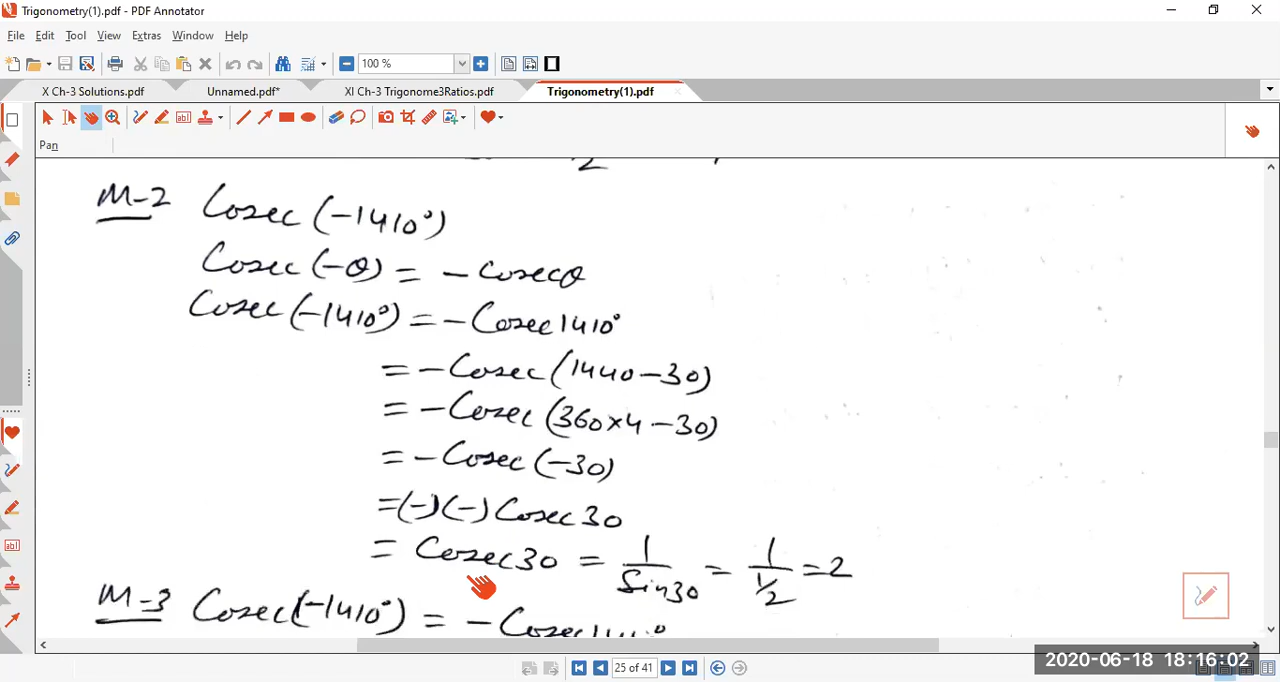 Trigonometry(1).pdf - PDF Annotator
File Edit Tool View Extras Window Help
100 %
X Ch-3 Solutions.pdf Unnamed.pdf* XI Ch-3 Trigonome3Ratios.pdf Trigonometry(1).pdf
Pan
M-2 Cosec (-1410°)
Cosec (-θ) = - cosecθ
Cosec (-1410°) = - Cosec 1410°
= - Cosec (1440 - 30)
= - Cosec (360 × 4 - 30)
= - Cosec (-30)
= (-) (-) Cosec 30
= Cosec 30 = 1/Sin 30 = 1/(1/2) = 2
M-3 Cosec (-1410°) = - Cosec 1410°
25 of 41
2020-06-18 18:16:02